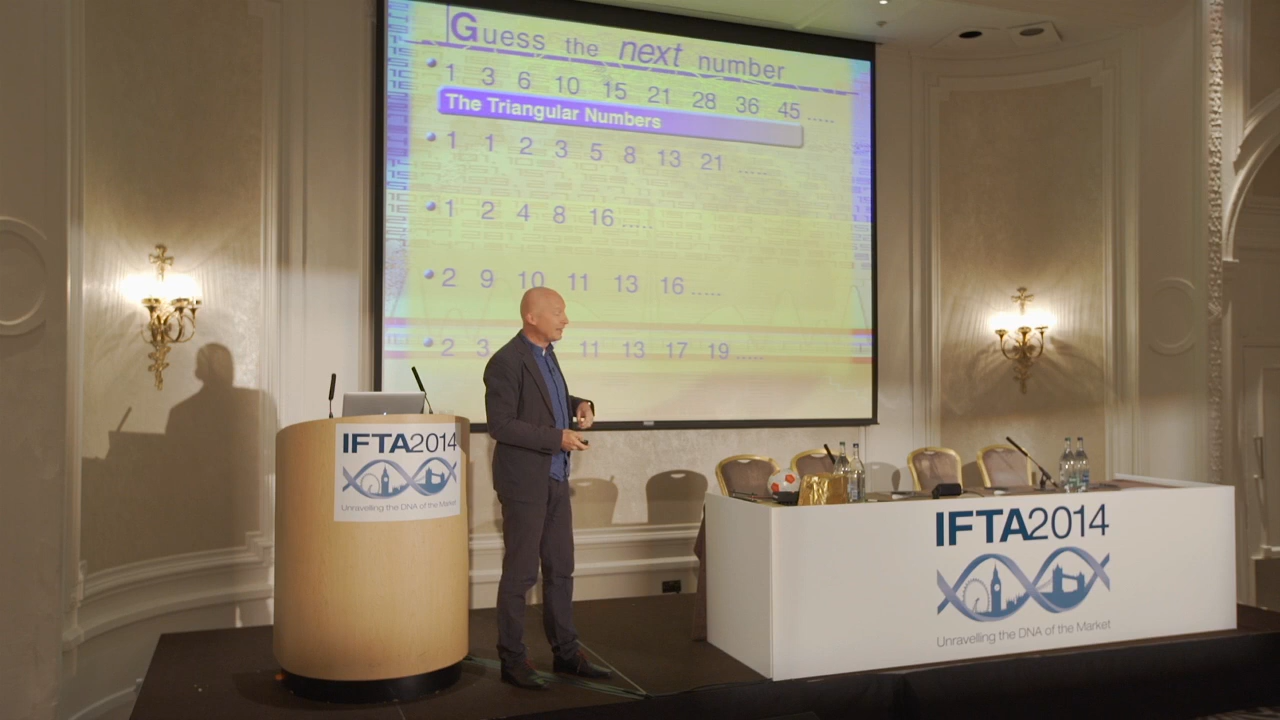 Guess the next number
1 3 6 10 15 21 28 36 45 .....
The Triangular Numbers
1 1 2 3 5 8 13 21 .....
1 2 4 8 16 .....
2 9 10 11 13 16 .....
2 3 11 13 17 19 .....
IFTA2014
Unravelling the DNA of the Market
IFTA2014
Unravelling the DNA of the Market